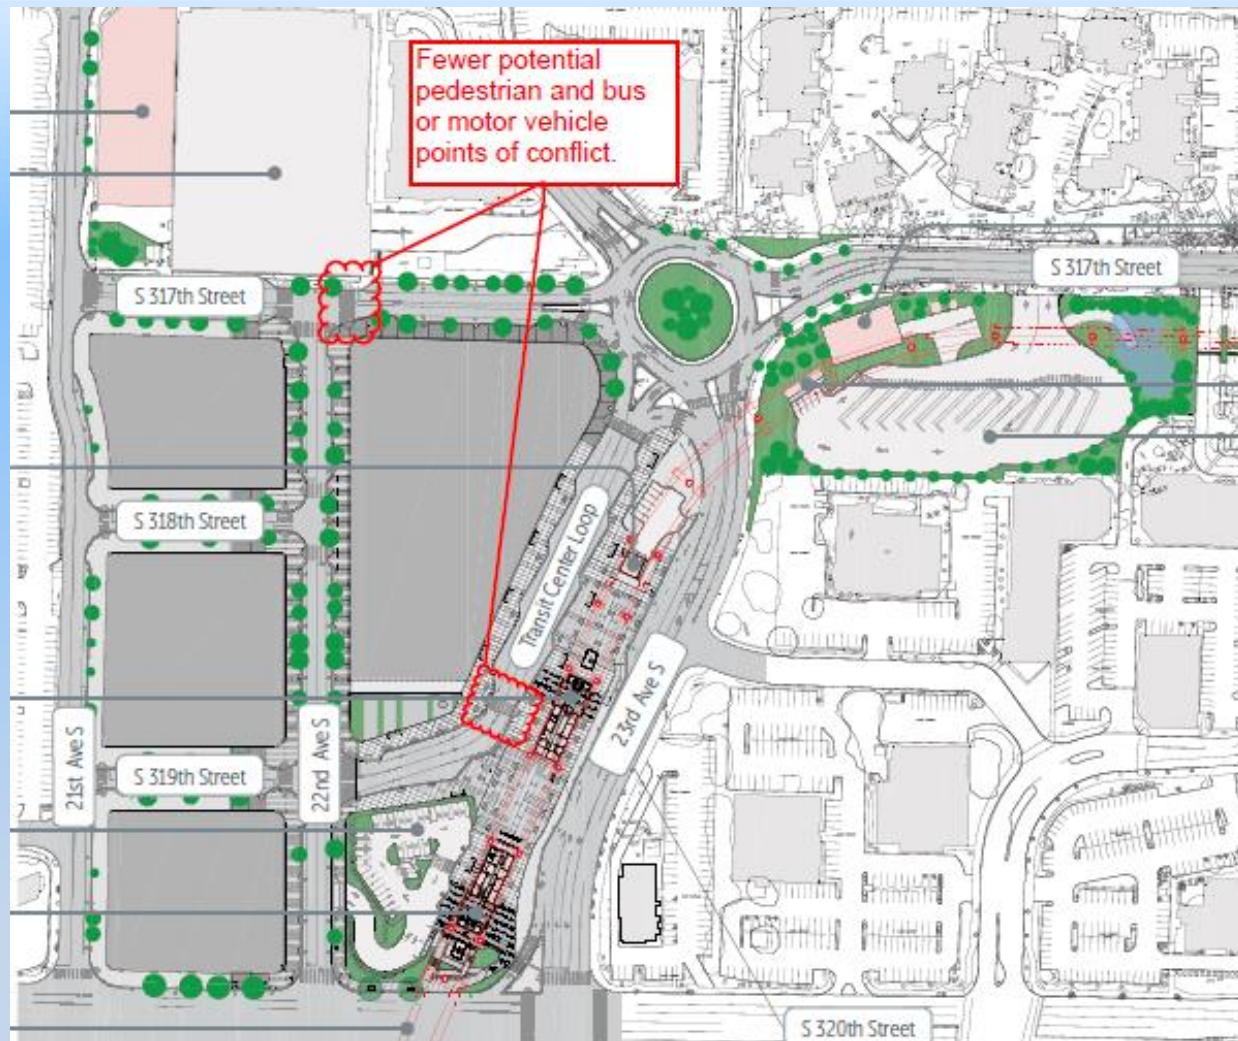 Fewer potential
pedestrian and bus
or motor vehicle
points of conflict.
S 317th Street
S 317th Street
S 318th Street
Transit Center Loop
23rd Ave S
21st Ave S
22nd Ave S
S 319th Street
S 320th Street